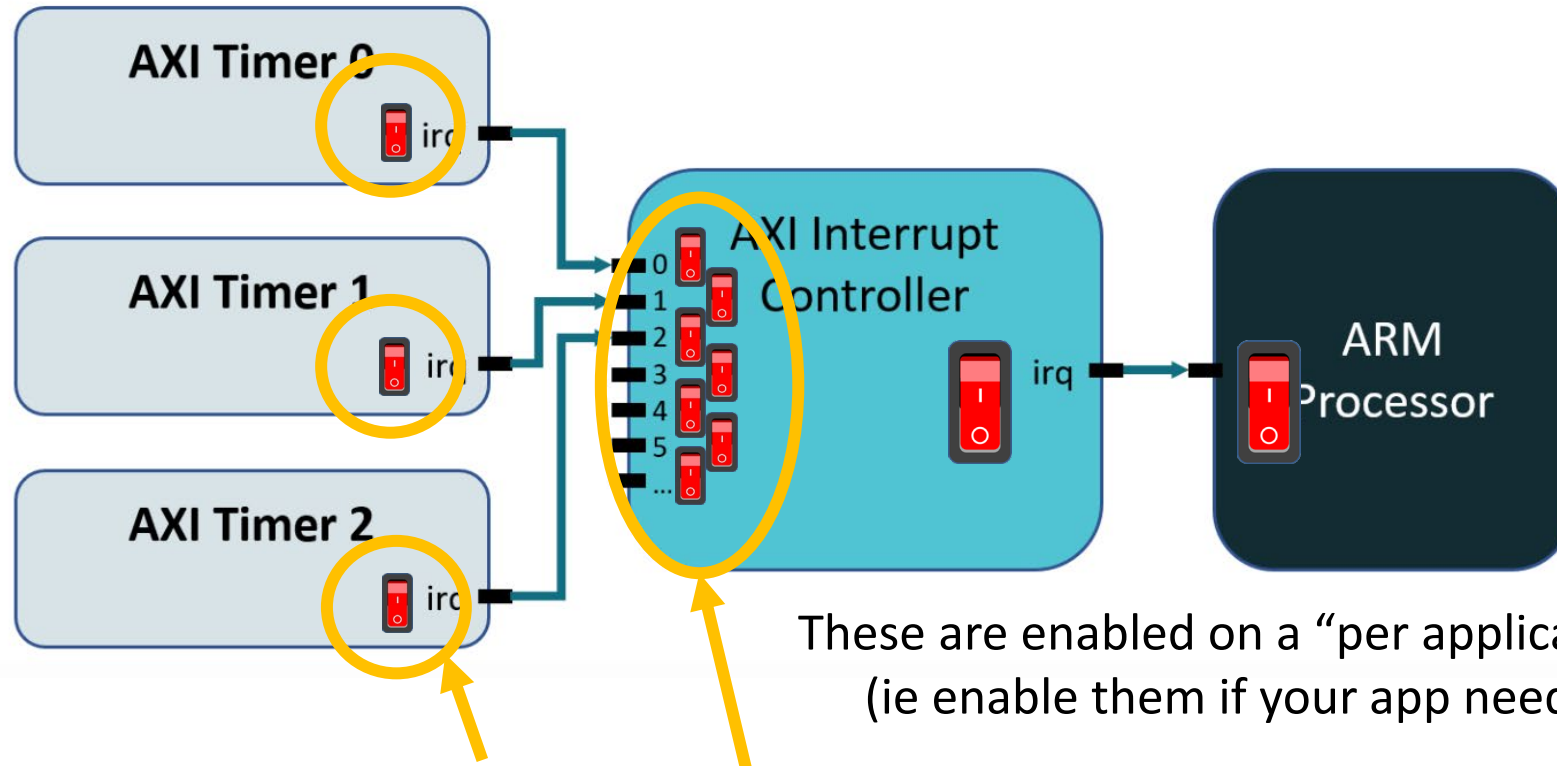 AXI Timer 0
irq
AXI Timer 1
irq
AXI Timer 2
irq
AXI Interrupt
Controller
0
1
2
3
4
5
...
irq
ARM
Processor
These are enabled on a “per applica
(ie enable them if your app need